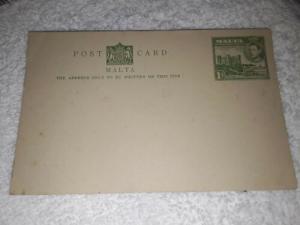 POST CARD
MALTA
THE ADDRESS ONLY TO BE WRITTEN ON THIS SIDE
MALTA